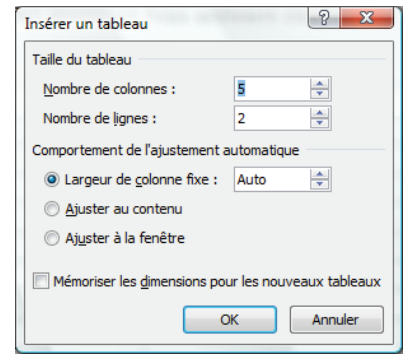 Insérer un tableau
Taille du tableau
Nombre de colonnes : 5
Nombre de lignes : 2
Comportement de l'ajustement automatique
Largeur de colonne fixe : Auto
Ajuster au contenu
Ajuster à la fenêtre
Mémoriser les dimensions pour les nouveaux tableaux
OK Annuler